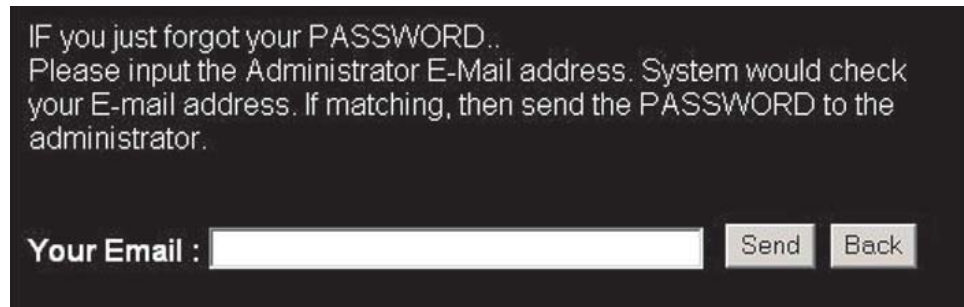 IF you just forgot your PASSWORD..
Please input the Administrator E-Mail address. System would check
your E-mail address. If matching, then send the PASSWORD to the
administrator.
Your Email : Send Back